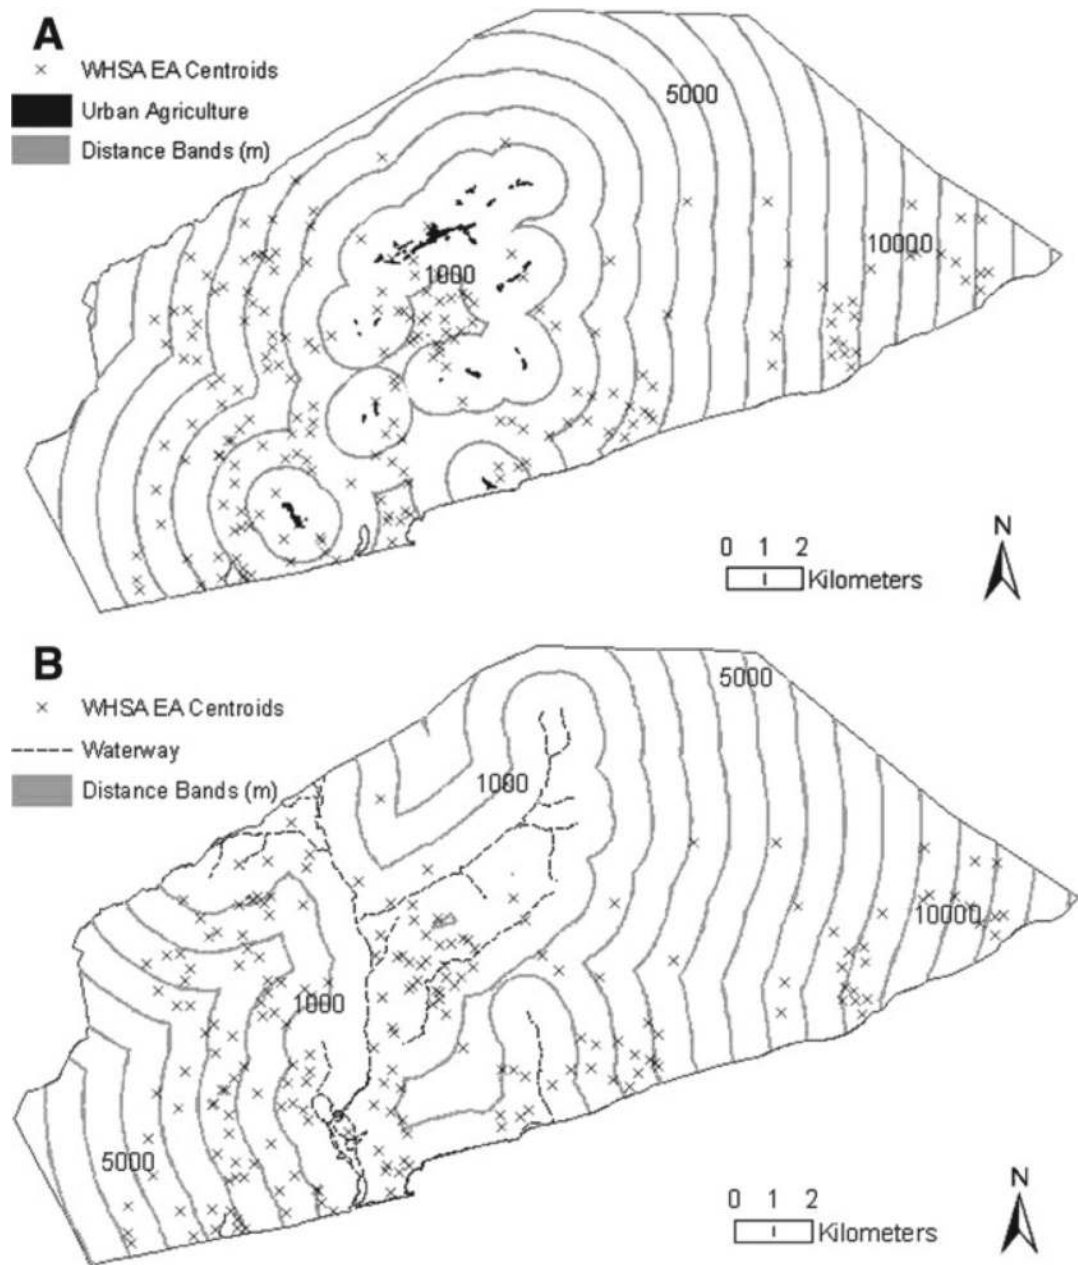 A
WHSA EA Centroids
Urban Agriculture
Distance Bands (m)
5000
10000
1000
N
0 1 2
Kilometers
B
WHSA EA Centroids
Waterway
Distance Bands (m)
5000
1000
10000
1000
5000
N
0 1 2
Kilometers